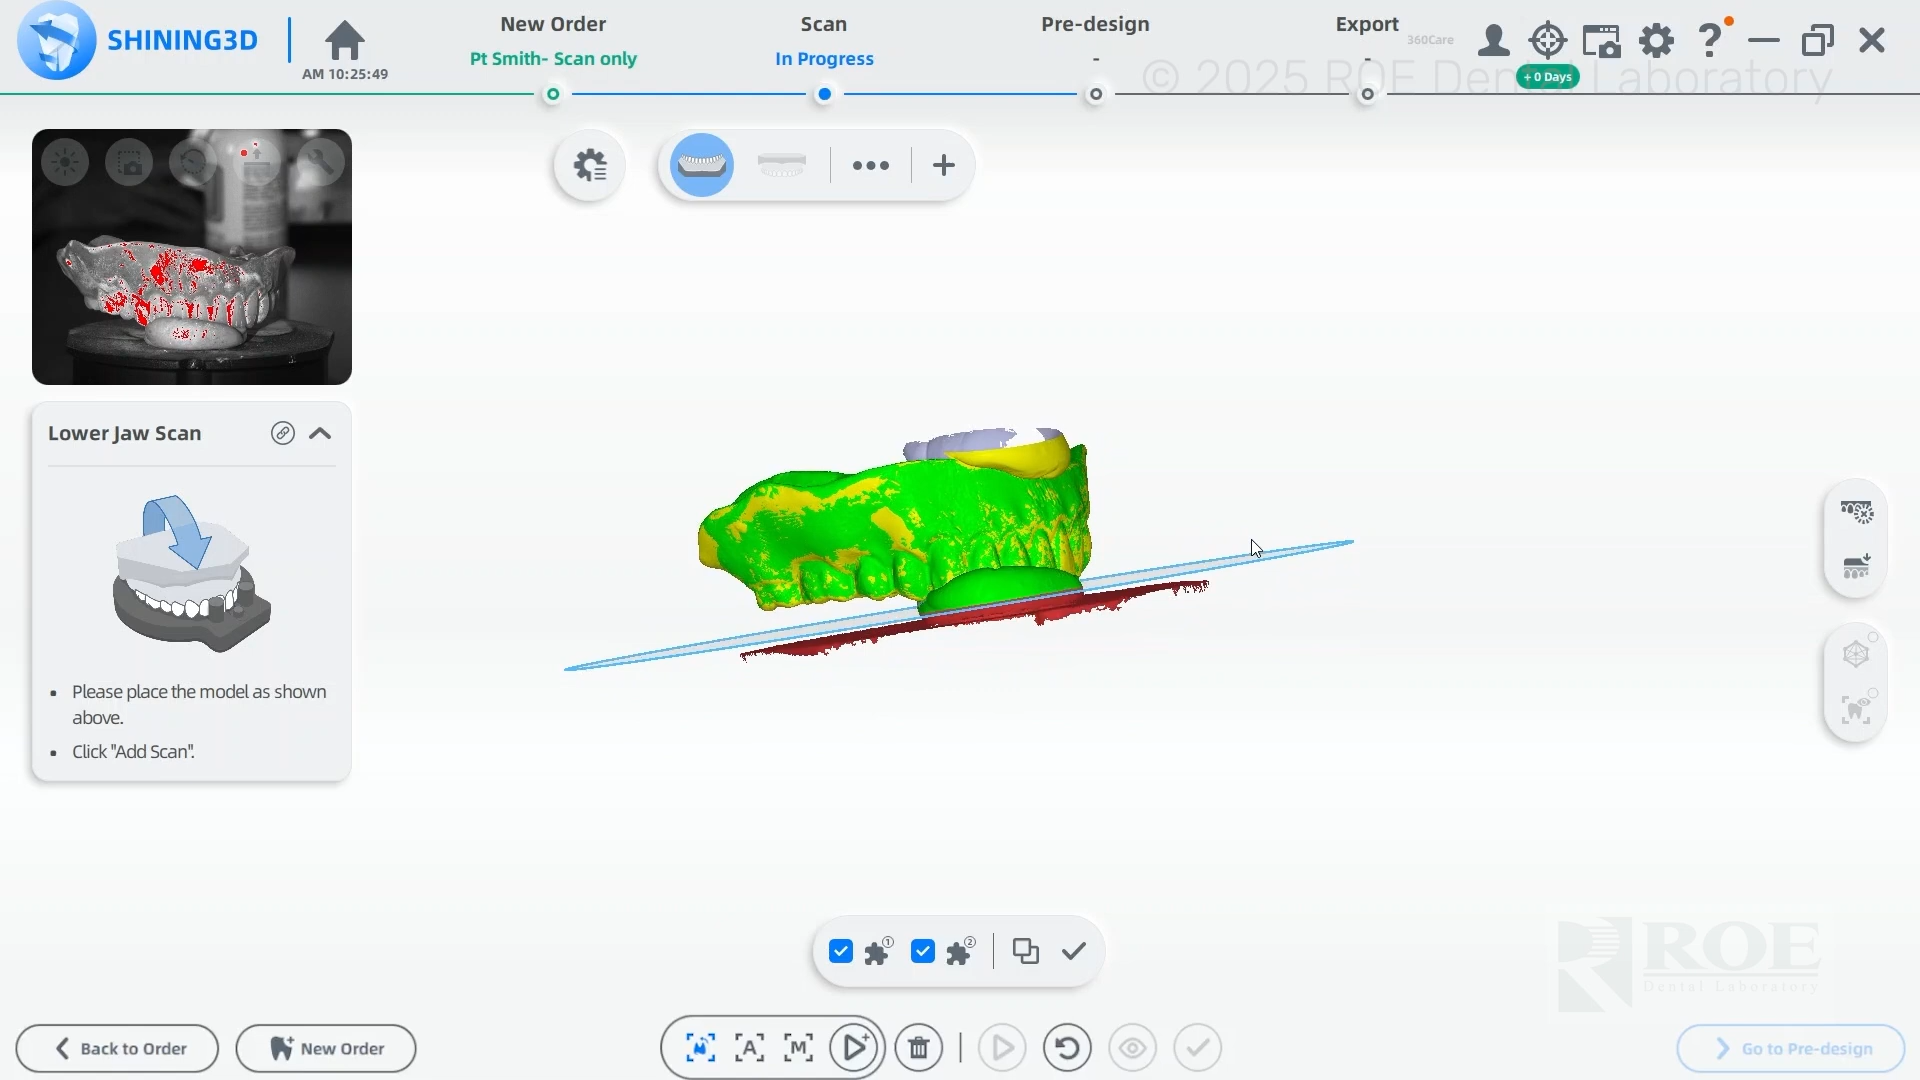 SHINING3D
AM 10:25:49
New Order
Pt Smith- Scan only
Scan
In Progress
Pre-design
-
Export
-
360Care
+ 0 Days
© 2025 ROE Dental Laboratory
Lower Jaw Scan
Please place the model as shown
above.
Click "Add Scan".
1
2
ROE
Dental Laboratory
Back to Order
New Order
A
M
Go to Pre-design